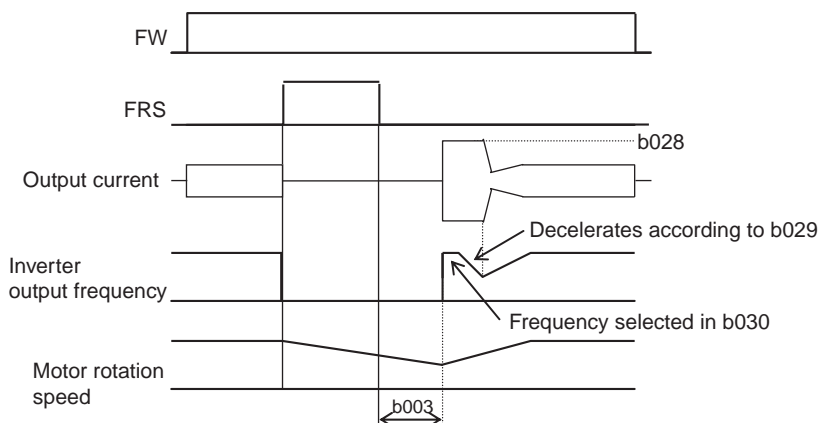 FW
FRS
b028
Output current
Decelerates according to b029
Inverter
output frequency
Frequency selected in b030
Motor rotation
speed
b003